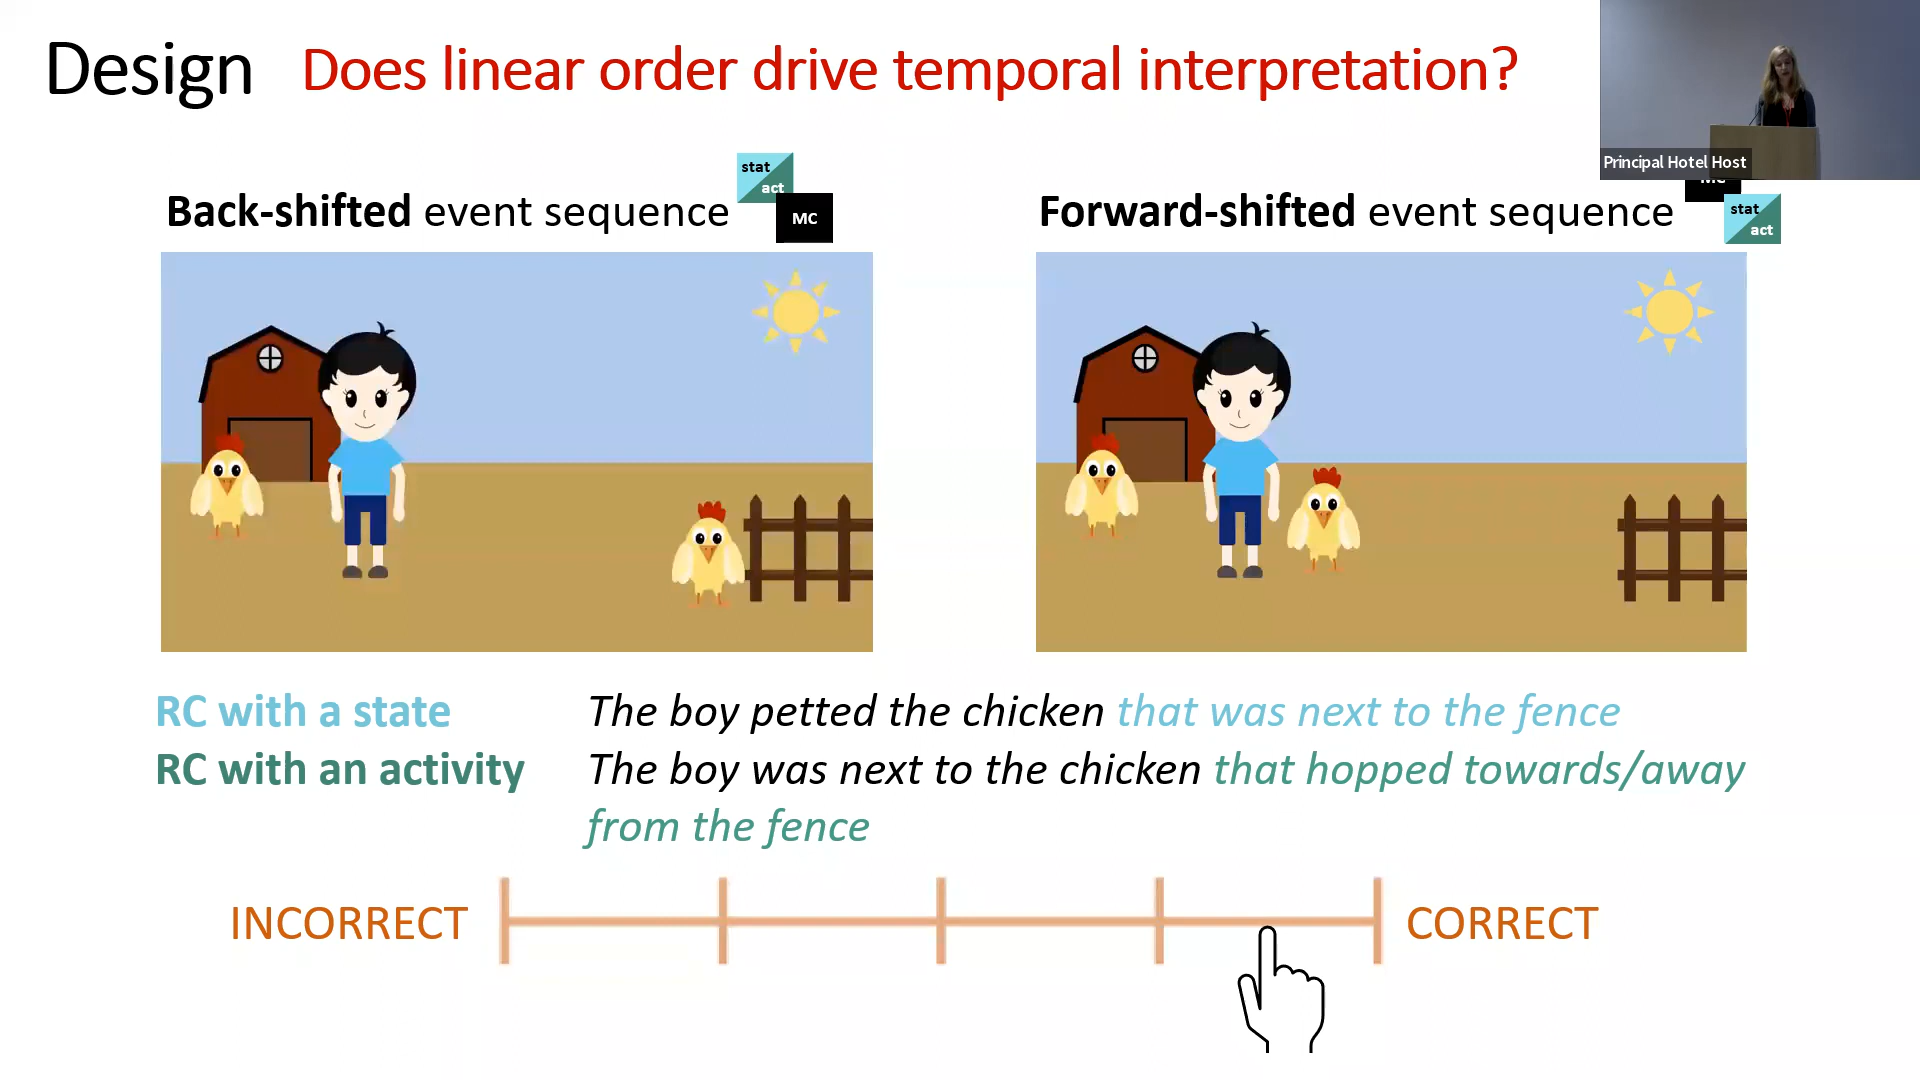 Design Does linear order drive temporal interpretation?
Principal Hotel Host
Back-shifted event sequence
stat
act
MC
Forward-shifted event sequence
MC
stat
act
RC with a state The boy petted the chicken that was next to the fence
RC with an activity The boy was next to the chicken that hopped towards/away
from the fence
INCORRECT CORRECT